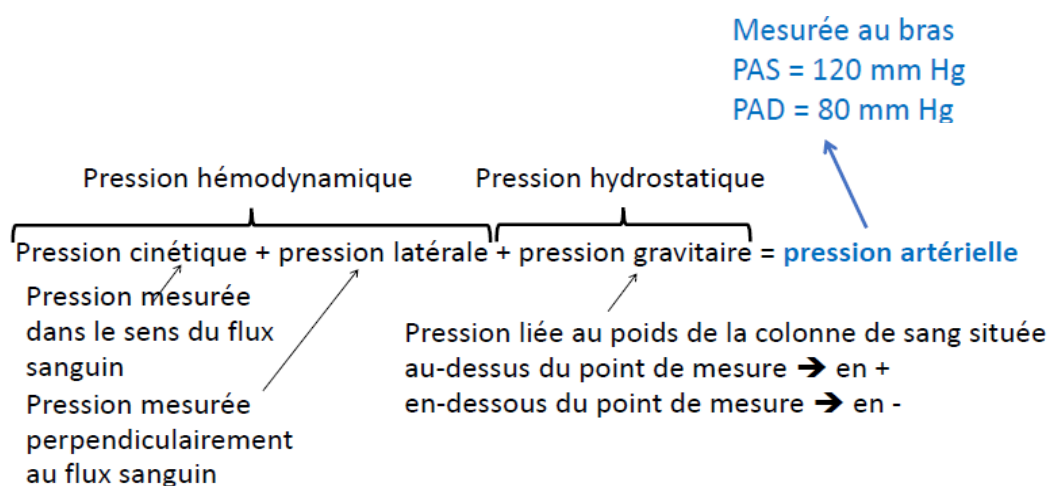 Mesurée au bras
PAS = 120 mm Hg
PAD = 80 mm Hg
Pression hémodynamique
Pression hydrostatique
Pression cinétique + pression latérale + pression gravitaire = pression artérielle
Pression mesurée
dans le sens du flux
sanguin
Pression mesurée
perpendiculairement
au flux sanguin
Pression liée au poids de la colonne de sang située
au-dessus du point de mesure ➔ en +
en-dessous du point de mesure ➔ en -